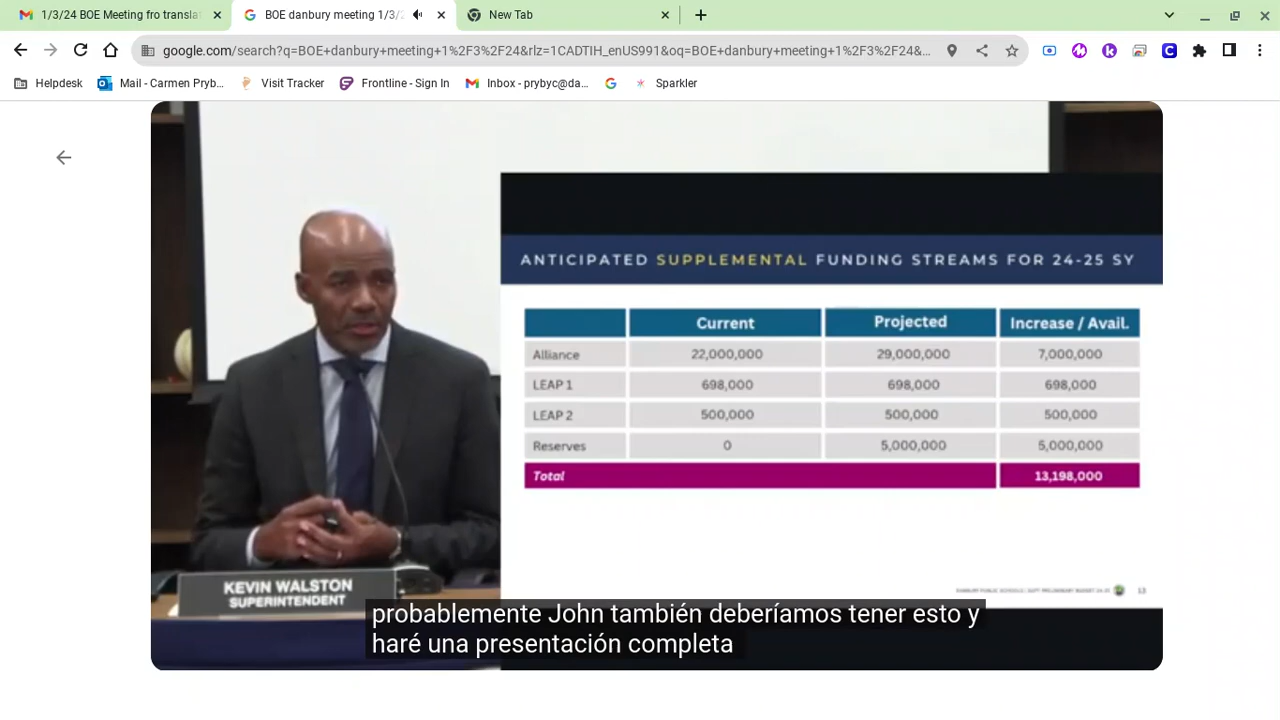 1/3/24 BOE Meeting fro transla
BOE danbury meeting 1/3/2
New Tab
google.com/search?q=BOE+danbury+meeting+1%2F3%2F24&rlz=1CADTIH_enUS991&oq=BOE+danbury+meeting+1%2F3%2F24&...
Helpdesk
Mail - Carmen Pryb...
Visit Tracker
Frontline - Sign In
Inbox - prybyc@da...
Sparkler
ANTICIPATED SUPPLEMENTAL FUNDING STREAMS FOR 24-25 SY
Current Projected Increase / Avail.
Alliance 22,000,000 29,000,000 7,000,000
LEAP 1 698,000 698,000 698,000
LEAP 2 500,000 500,000 500,000
Reserves 0 5,000,000 5,000,000
Total 13,198,000
13
KEVIN WALSTON
SUPERINTENDENT
probablemente John también deberíamos tener esto y
haré una presentación completa